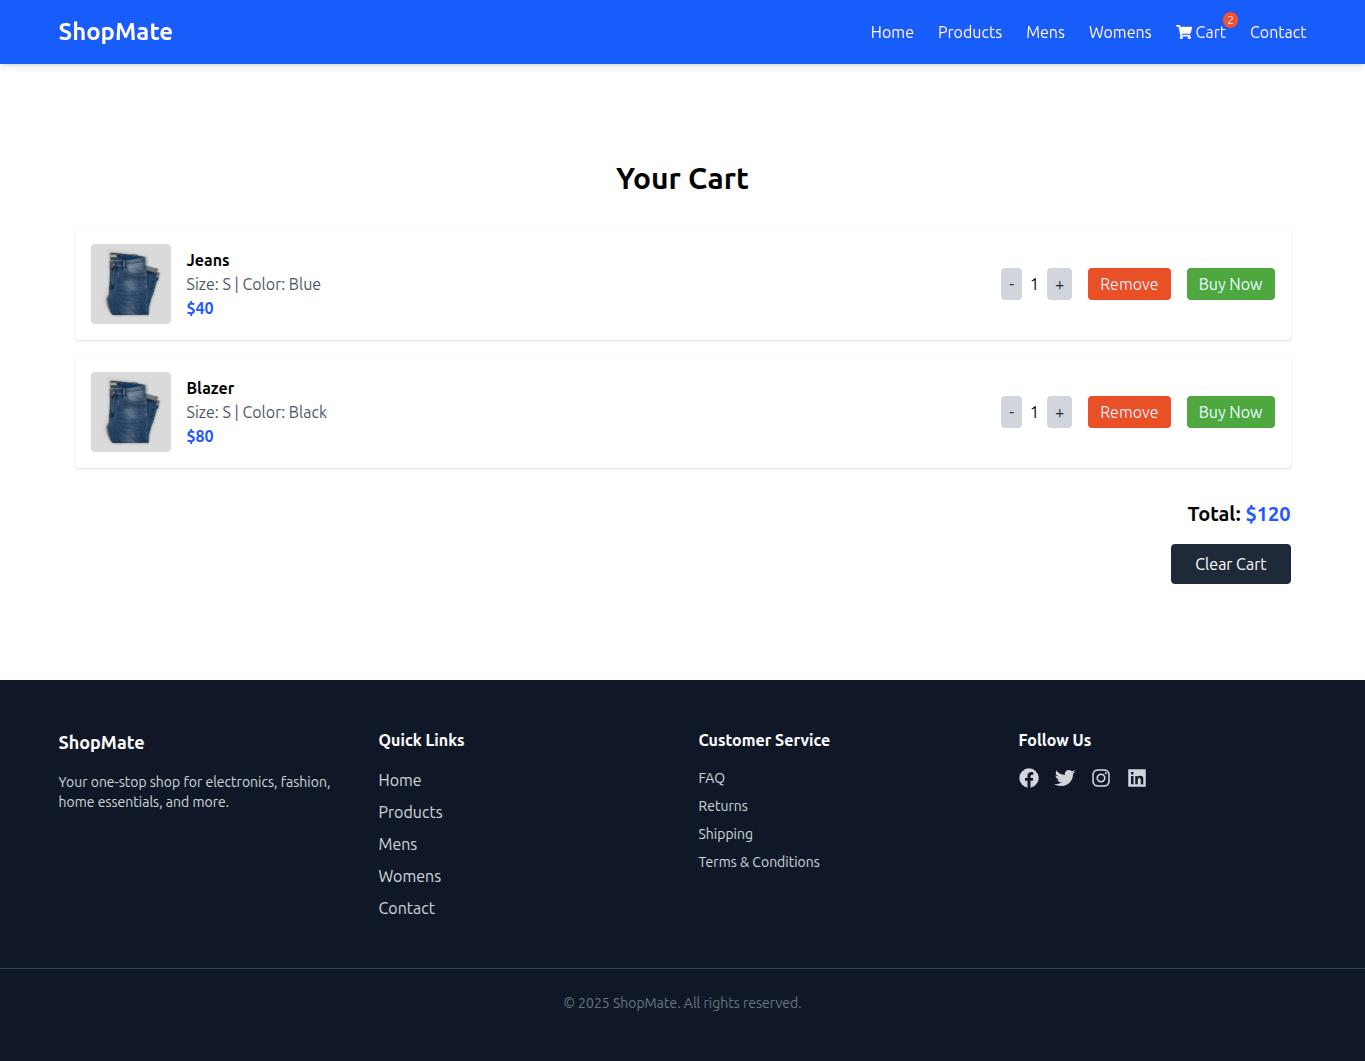 ShopMate
Home Products Mens Womens Cart 2 Contact
Your Cart
Jeans
Size: S | Color: Blue
$40
- 1 + Remove Buy Now
Blazer
Size: S | Color: Black
$80
- 1 + Remove Buy Now
Total: $120
Clear Cart
ShopMate
Your one-stop shop for electronics, fashion,
home essentials, and more.
Quick Links
Home
Products
Mens
Womens
Contact
Customer Service
FAQ
Returns
Shipping
Terms & Conditions
Follow Us
© 2025 ShopMate. All rights reserved.